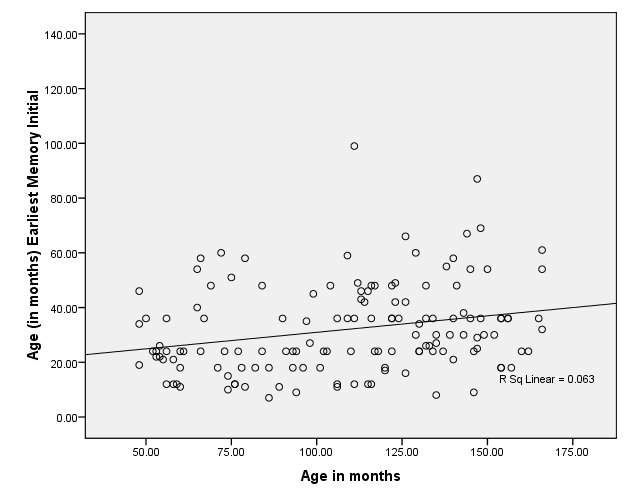 Age (in months) Earliest Memory Initial
140.00
120.00
100.00
80.00
60.00
40.00
20.00
0.00
R Sq Linear = 0.063
50.00 75.00 100.00 125.00 150.00 175.00
Age in months